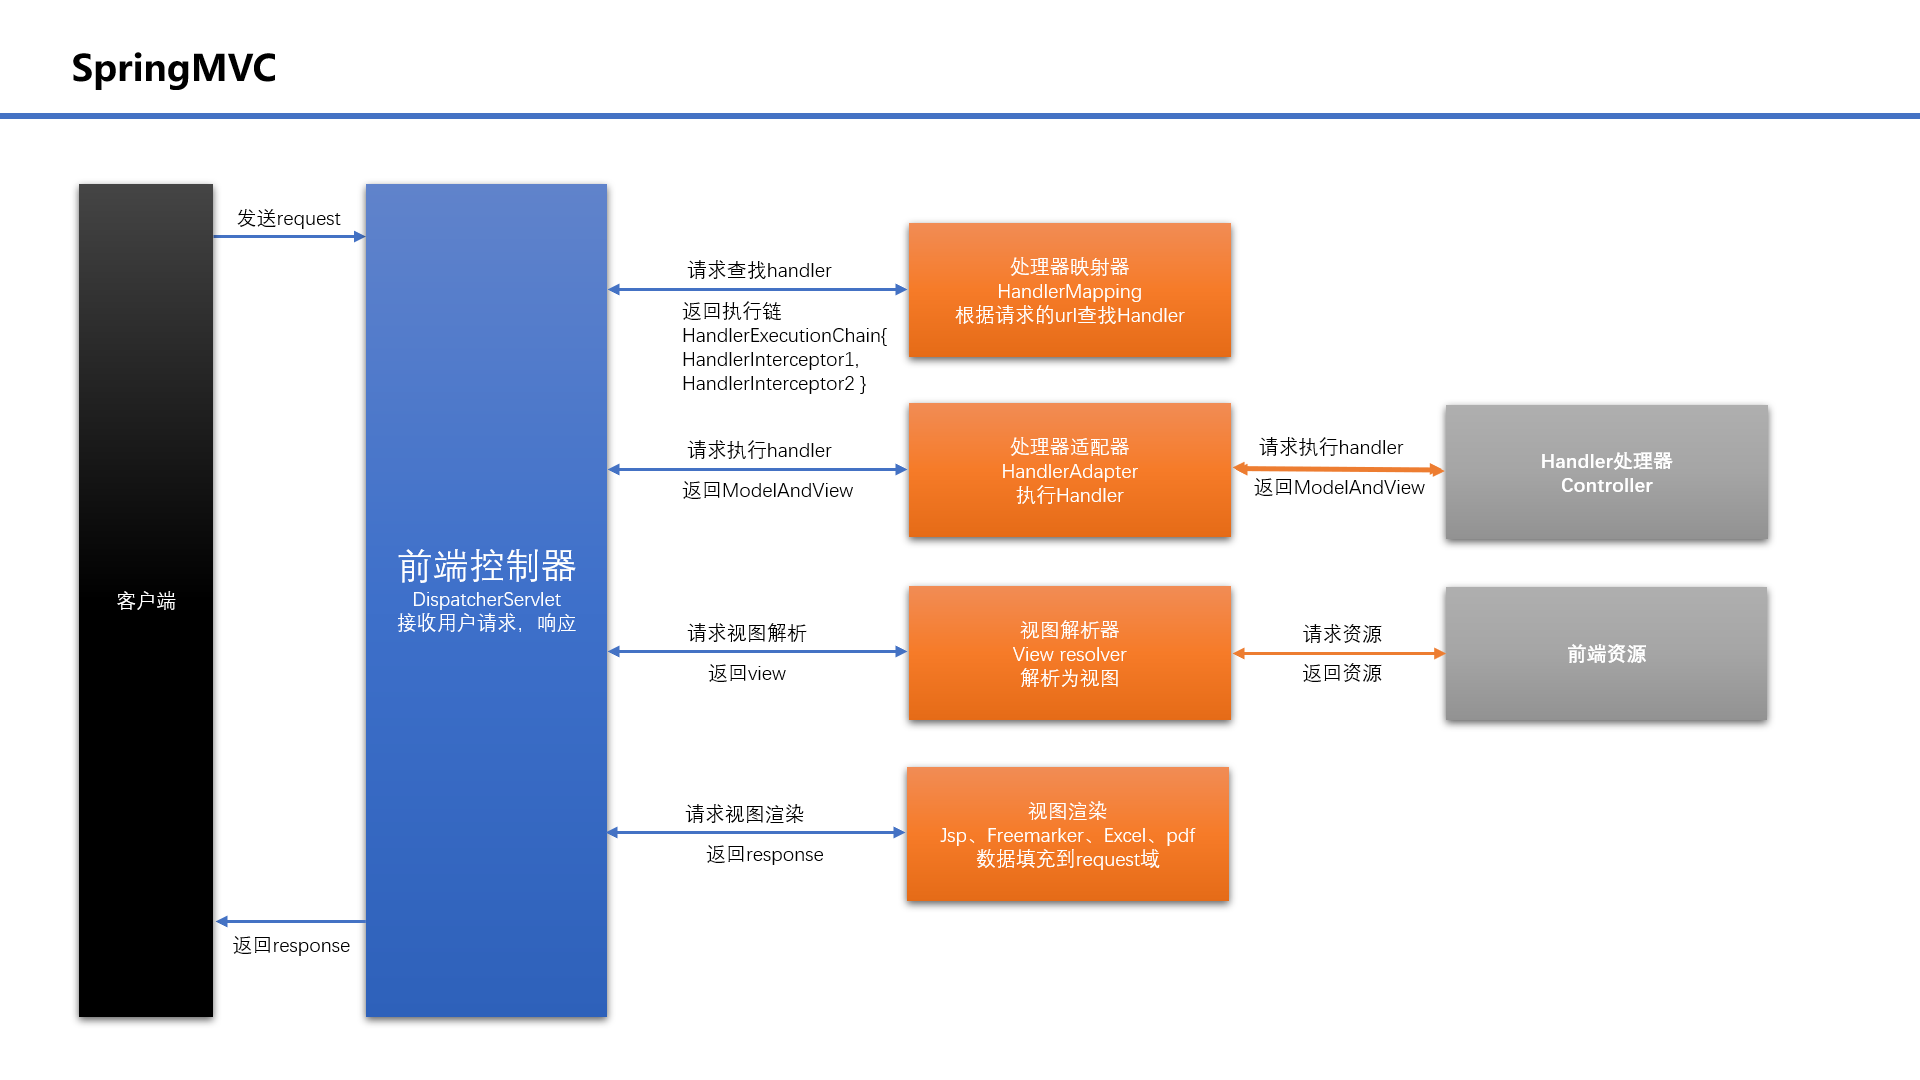 SpringMVC
发送request
客户端
返回response
前端控制器
DispatcherServlet
接收用户请求，响应
请求查找handler
返回执行链
HandlerExecutionChain{
HandlerInterceptor1,
HandlerInterceptor2 }
处理器映射器
HandlerMapping
根据请求的url查找Handler
请求执行handler
返回ModelAndView
处理器适配器
HandlerAdapter
执行Handler
请求执行handler
返回ModelAndView
Handler处理器
Controller
请求视图解析
返回view
视图解析器
View resolver
解析为视图
请求资源
返回资源
前端资源
请求视图渲染
返回response
视图渲染
Jsp、Freemarker、Excel、pdf
数据填充到request域